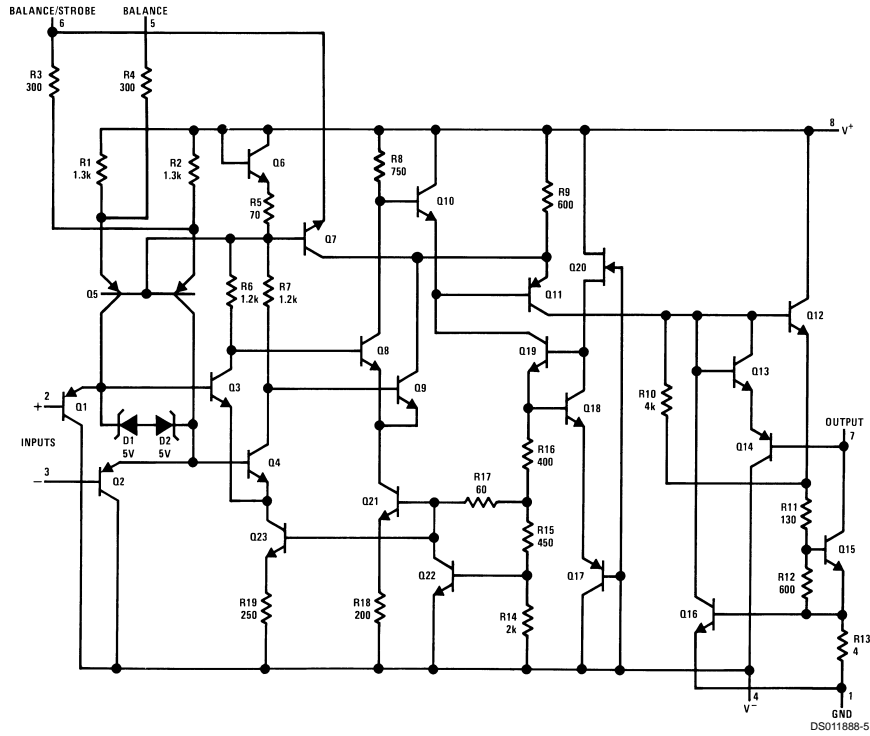 BALANCE/STROBE
6
BALANCE
5
R3
300
R4
300
8 V+
R1
1.3k
R2
1.3k
Q6
R5
70
R8
750
Q10
R9
600
Q7
Q20
Q5
R6
1.2k
R7
1.2k
Q11
Q12
Q8
Q19
Q13
Q3
Q9
R10
4k
Q18
2
+
Q1
D1
5V
D2
5V
OUTPUT
7
INPUTS
Q14
R16
400
3
−
Q2
Q4
R17
60
Q21
R11
130
Q23
R15
450
Q15
Q22
Q17
R12
600
R19
250
R18
200
R14
2k
Q16
R13
4
4
V−
1
GND
DS011888-5